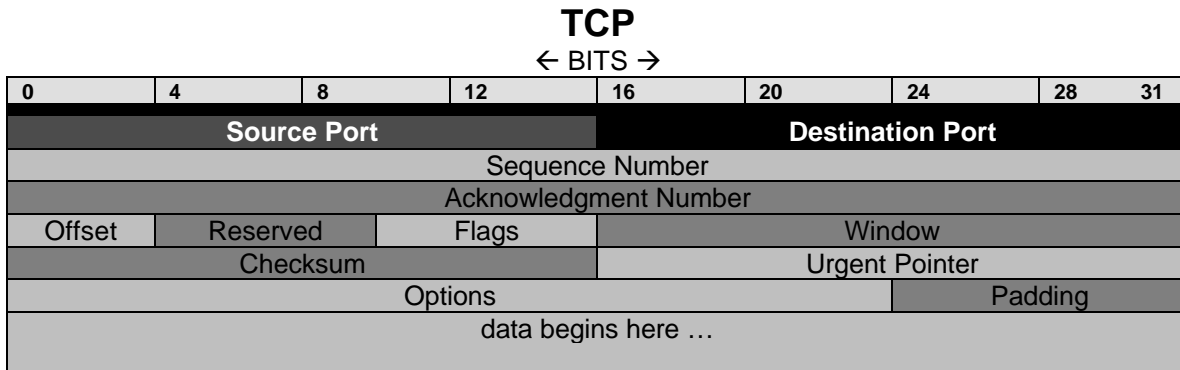 TCP
← BITS →
0 4 8 12 16 20 24 28 31
Source Port Destination Port
Sequence Number
Acknowledgment Number
Offset Reserved Flags Window
Checksum Urgent Pointer
Options Padding
data begins here …